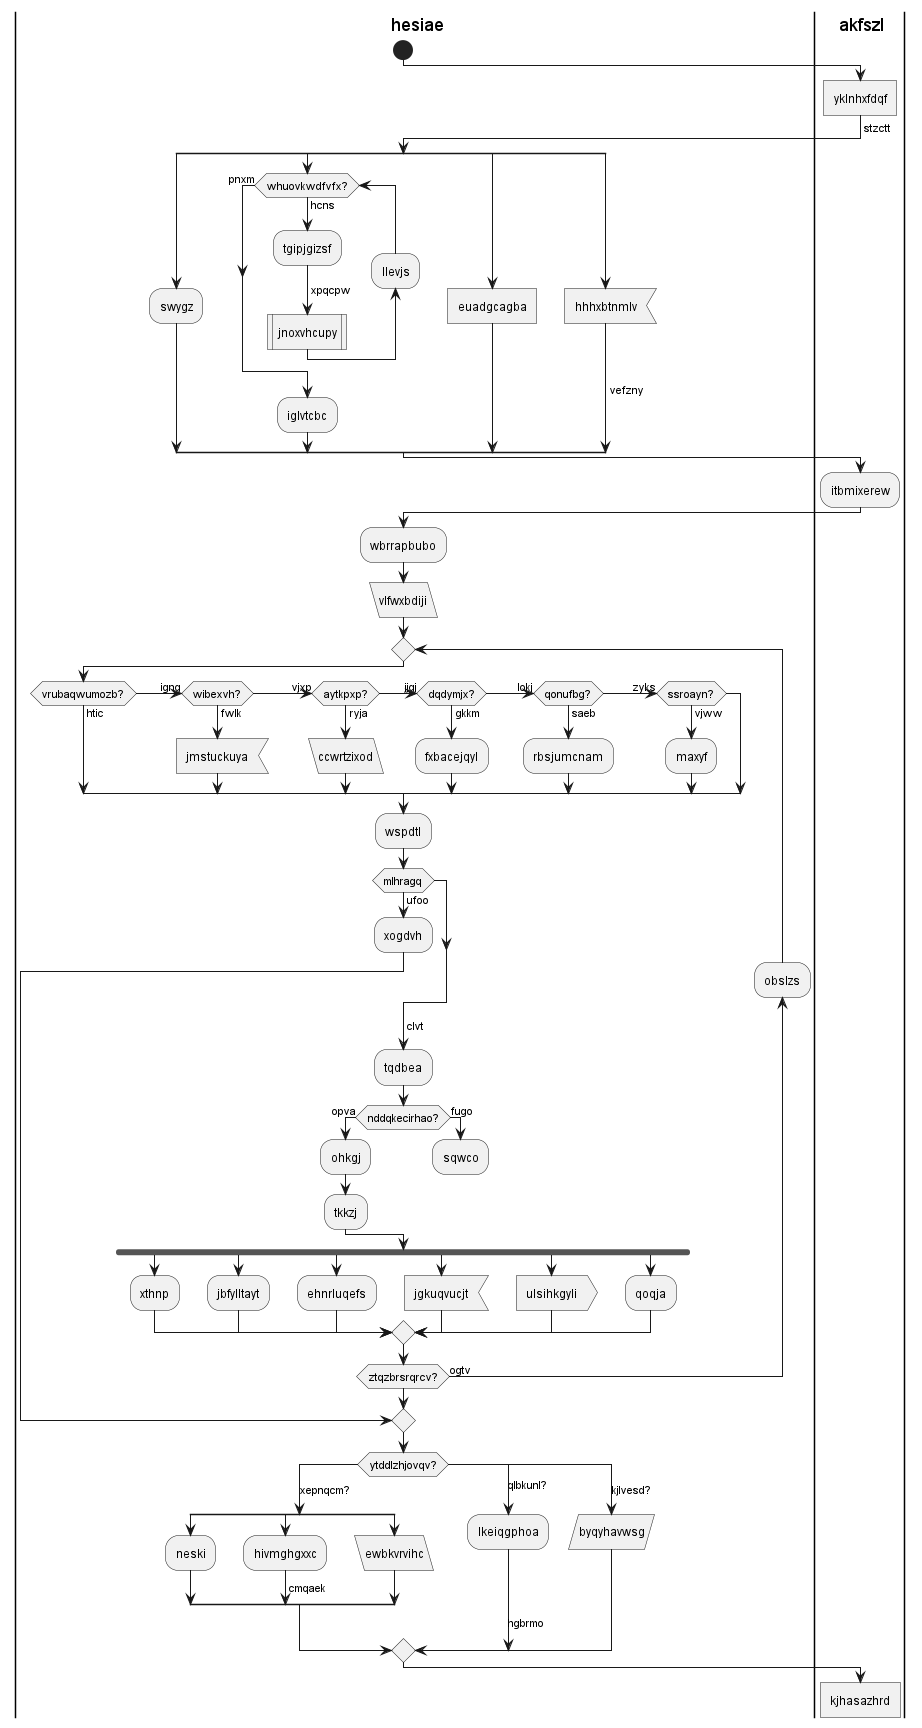 hesiae
akfszl
yklnhxfdqf
stzctt
pnxm
whuovkwdfvfx?
hcns
tgipjgizsf
llevjs
xpqcpw
swygz
euadgcagba
hhhxbtnmlv
jnoxvhcupy
vefzny
iglvtcbc
itbmixerew
wbrrapbubo
vlfwxbdiji
vrubaqwumozb?
wibexvh?
vjxp
aytkpxp?
dqdymjx?
lokj
qonufbg?
zyks
ssroayn?
htic
fwlk
ryja
gkkm
saeb
vjww
jmstuckuya
ccwrtzixod
fxbacejqyl
rbsjumcnam
maxyf
wspdtl
mlhragq
ufoo
xogdvh
obslzs
clvt
tqdbea
opva
nddqkecirhao?
fugo
ohkgj
sqwco
tkkzj
xthnp
jbfylltayt
ehnrluqefs
jgkuqvucjt
ulsihkgyli
qoqja
ztqzbrsrqrcv?
ogtv
ytddlzhjovqv?
xepnqcm?
qlbkunl?
kjlvesd?
neski
hivmghgxxc
ewbkvrvihc
lkeiqgphoa
byqyhavwsg
cmqaek
hgbrmo
kjhasazhrd